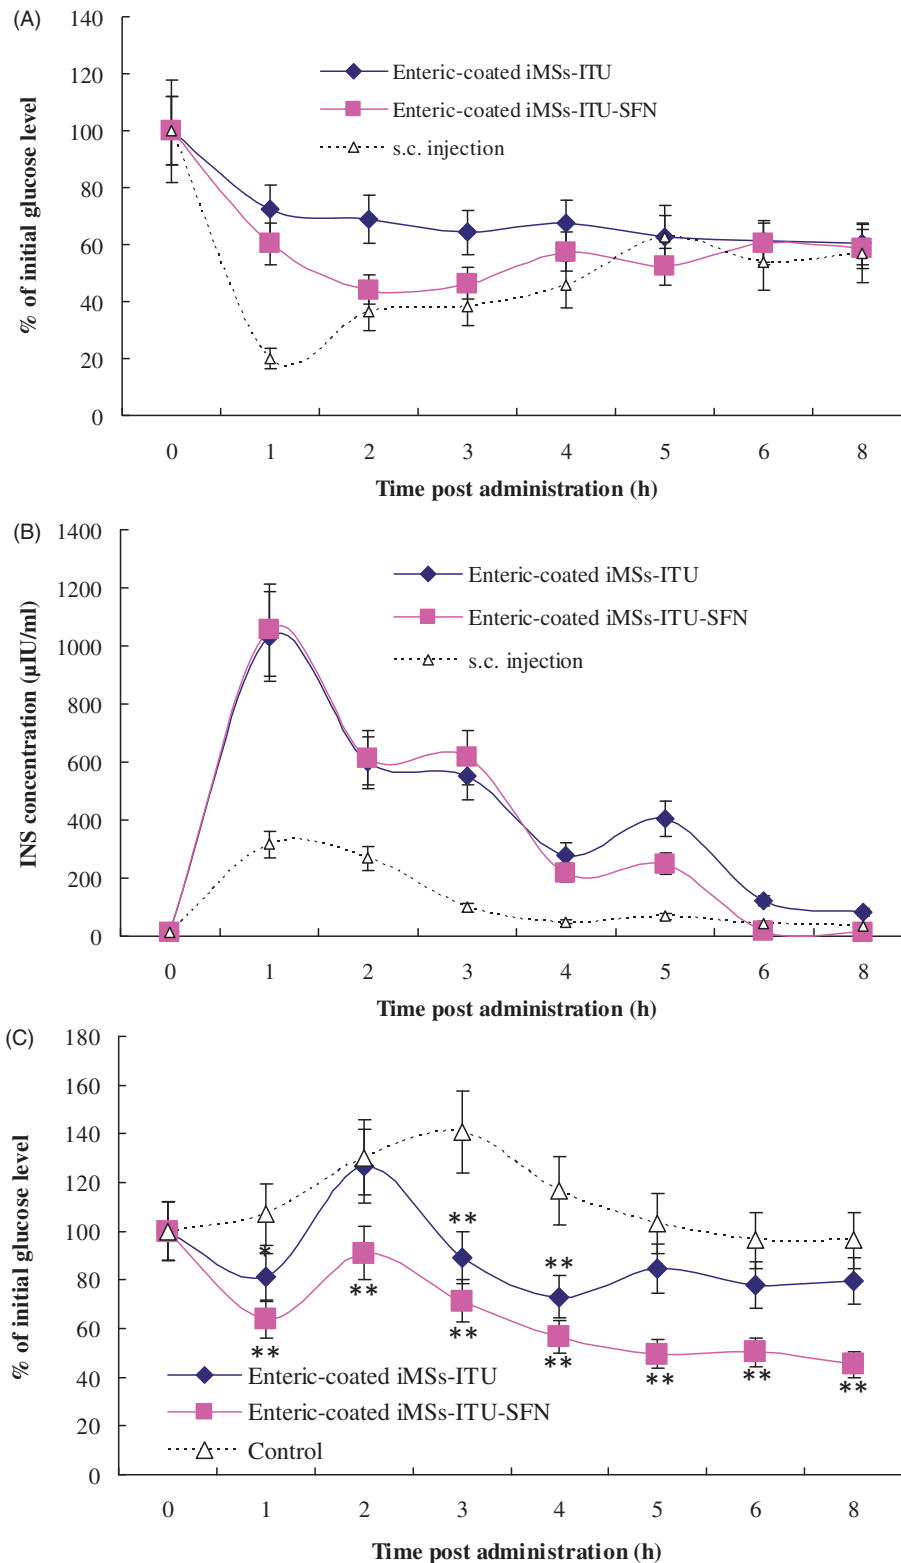 (A)
140
120
100
80
60
40
20
0
% of initial glucose level
Enteric-coated iMSs-ITU
Enteric-coated iMSs-ITU-SFN
s.c. injection
0 1 2 3 4 5 6 8
Time post administration (h)
(B)
1400
1200
1000
800
600
400
200
0
INS concentration (µIU/ml)
Enteric-coated iMSs-ITU
Enteric-coated iMSs-ITU-SFN
s.c. injection
0 1 2 3 4 5 6 8
Time post administration (h)
(C)
180
160
140
120
100
80
60
40
20
0
% of initial glucose level
**
*
**
**
**
**
**
**
**
**
Enteric-coated iMSs-ITU
Enteric-coated iMSs-ITU-SFN
Control
0 1 2 3 4 5 6 8
Time post administration (h)